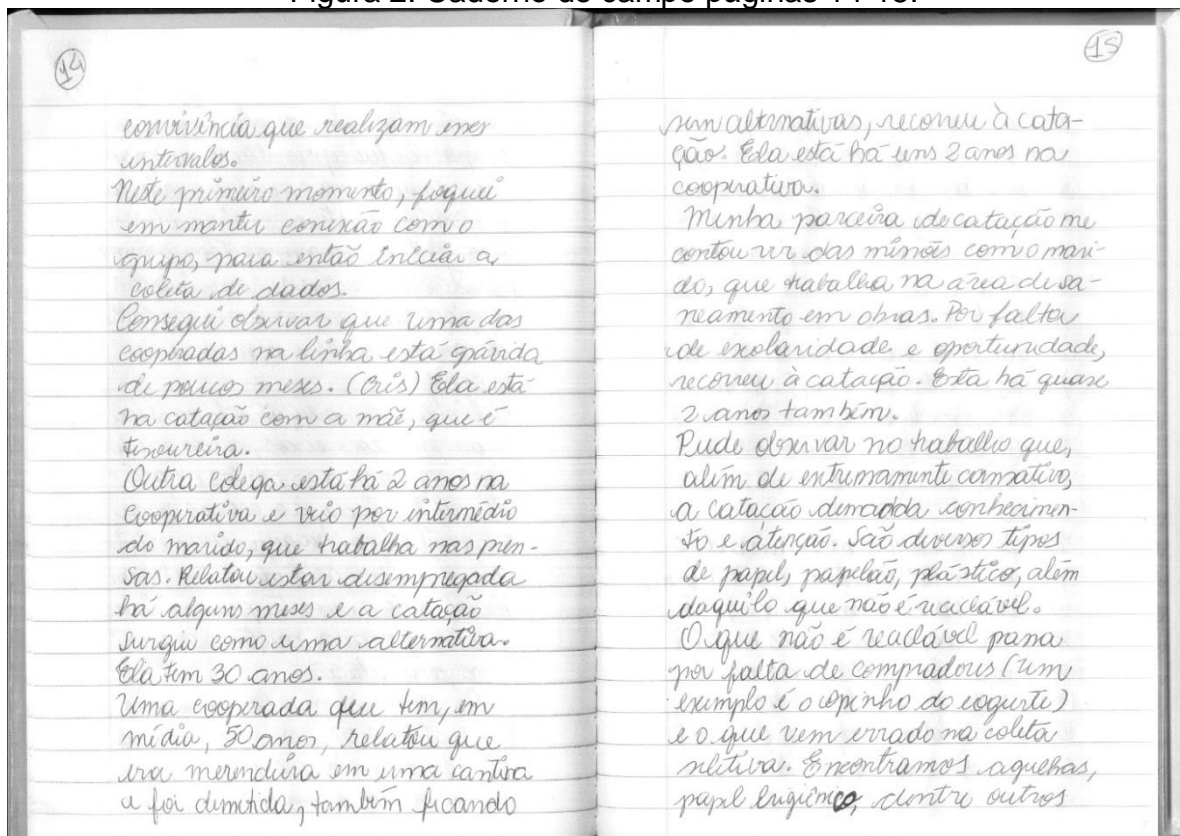 Figura 2: Caderno de campo páginas 14-15.
14
convivência que realizam nos
intervalos.
Neste primeiro momento, foquei
em manter conexão com o
grupo, para então iniciar a
coleta de dados.
Consegui observar que uma das
cooperadas na linha está grávida
de poucos meses. (Cris) Ela está
na catação com a mãe, que é
tesoureira.
Outra colega está há 2 anos na
cooperativa e veio por intermédio
do marido, que trabalha nas pren-
sas. Relatou estar desempregada
há alguns meses e a catação
surgiu como uma alternativa.
Ela tem 30 anos.
Uma cooperada que tem, em
média, 50 anos, relatou que
era merendeira em uma cantina
e foi demitida, também ficando
15
sem alternativas, recorreu à cata-
ção. Ela está há uns 2 anos na
cooperativa.
Minha parceira de catação me
contou vir das missões com o mari-
do, que trabalha na área de sa-
neamento em obras. Por falta
de escolaridade e oportunidade,
recorreu à catação. Está há quase
2 anos também.
Pude observar no trabalho que,
além de extremamente cansativo,
a catação demanda conhecimen-
to e atenção. São diversos tipos
de papel, papelão, plástico, além
daquilo que não é reciclável.
O que não é reciclável passa
por falta de compradores (um
exemplo é o copinho do iogurte)
e o que vem errado na coleta
seletiva. Encontramos agulhas,
papel higiênico, dentre outros